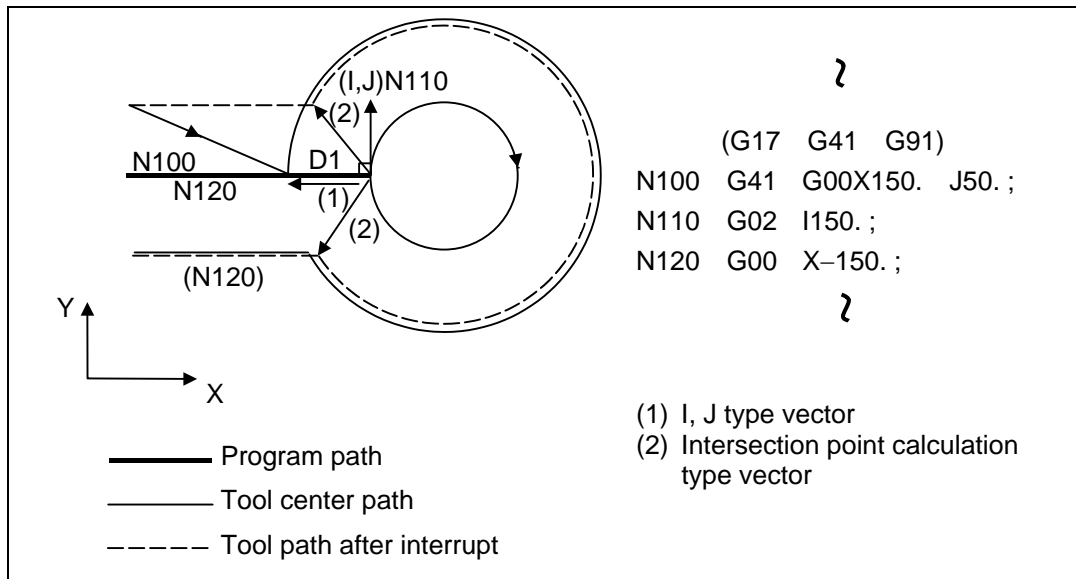 (I,J)N110
(2)
N100
D1
N120
(1)
(2)
(N120)
Y
X
Program path
Tool center path
Tool path after interrupt
(G17 G41 G91)
N100 G41 G00X150. J50. ;
N110 G02 I150. ;
N120 G00 X−150. ;
(1) I, J type vector
(2) Intersection point calculation
type vector